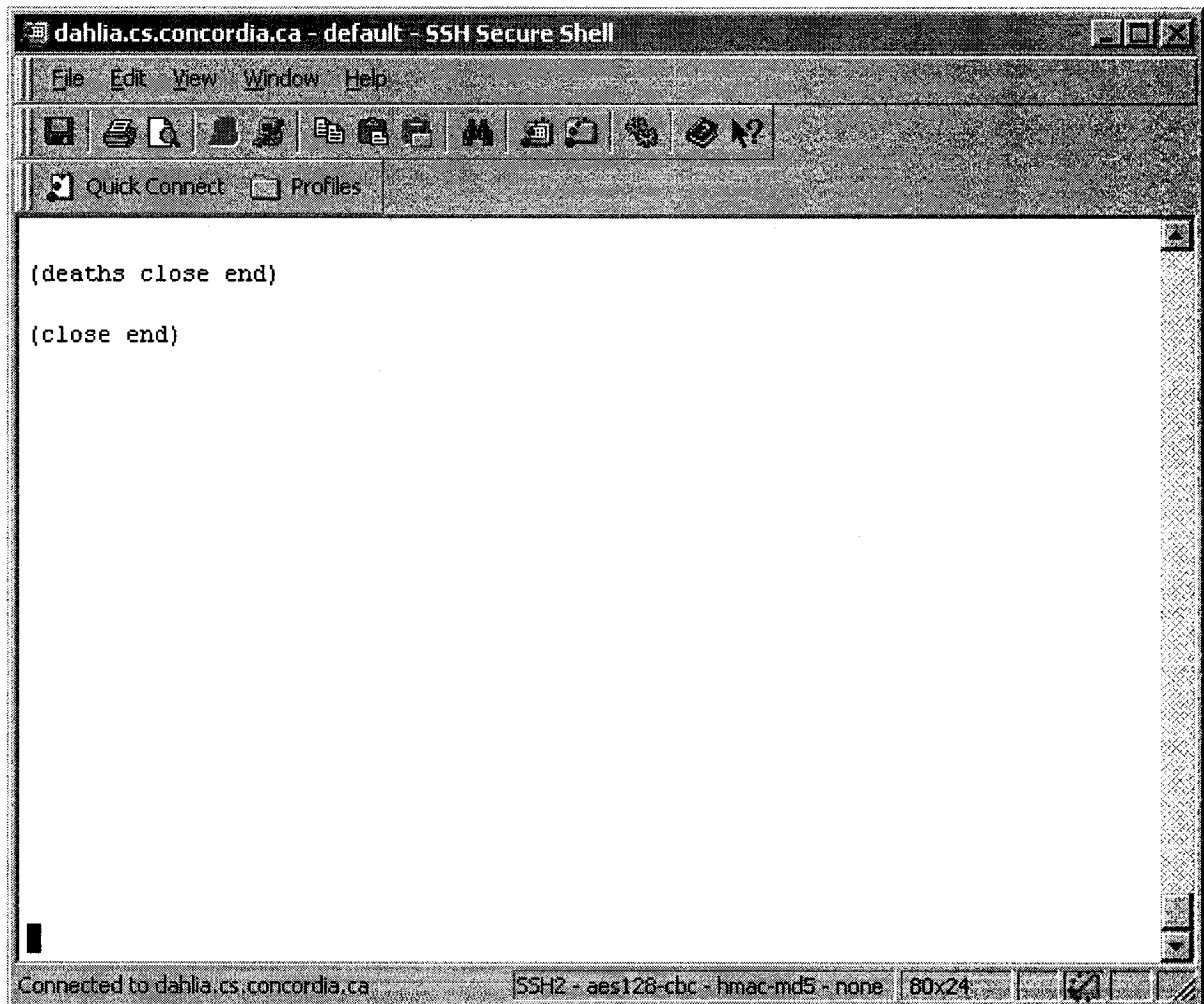 dahlia.cs.concordia.ca - default - SSH Secure Shell
File Edit View Window Help
Quick Connect Profiles
(deaths close end)
(close end)
Connected to dahlia.cs.concordia.ca SSH2 - aes128-cbc - hmac-md5 - none 80x24